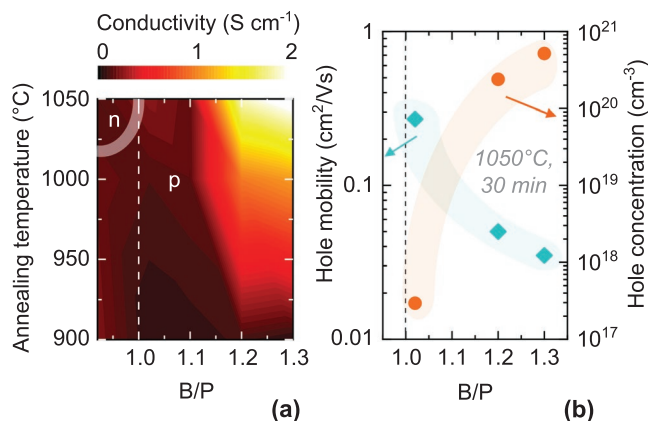 Conductivity (S cm⁻¹)
0 1 2
Annealing temperature (°C)
1050
1000
950
900
n
p
1.0 1.1 1.2 1.3
B/P
(a)
Hole mobility (cm²/Vs)
1
0.1
0.01
1050°C,
30 min
10²¹
10²⁰
10¹⁹
10¹⁸
10¹⁷
Hole concentration (cm⁻³)
1.0 1.1 1.2 1.3
B/P
(b)